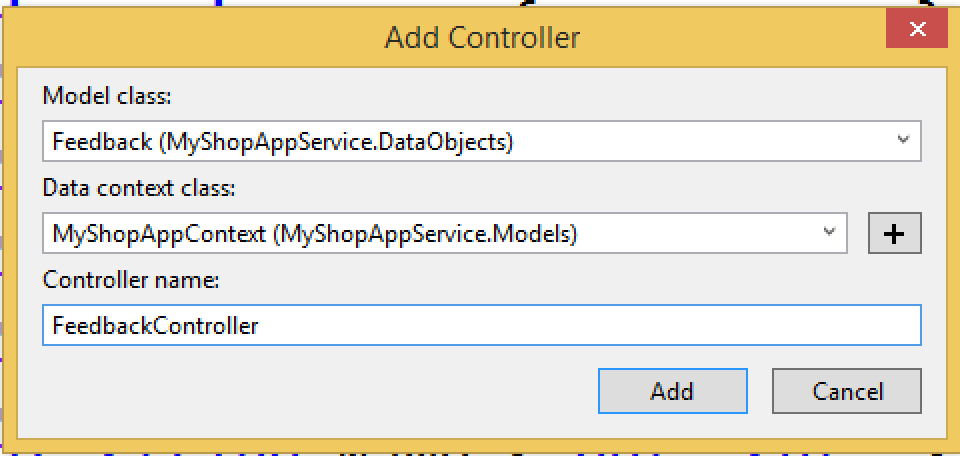 Add Controller
Model class:
Feedback (MyShopAppService.DataObjects)
Data context class:
MyShopAppContext (MyShopAppService.Models)
Controller name:
FeedbackController
Add
Cancel